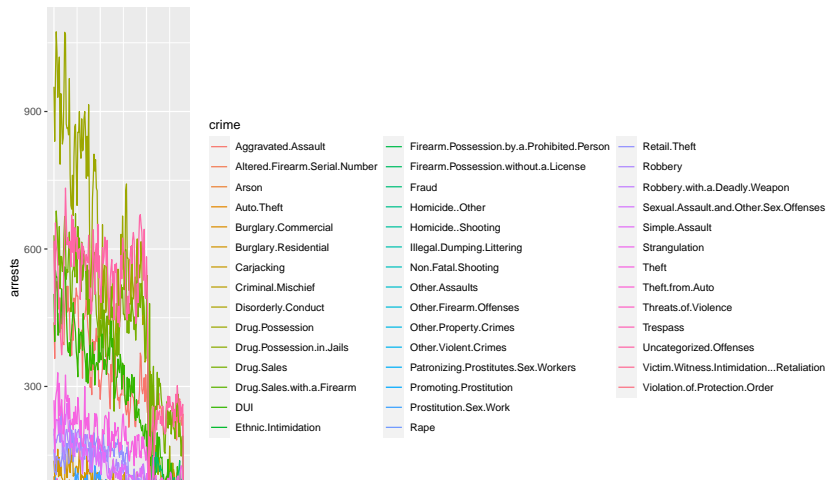 crime
900
600
300
arrests
Aggravated.Assault
Altered.Firearm.Serial.Number
Arson
Auto.Theft
Burglary.Commercial
Burglary.Residential
Carjacking
Criminal.Mischief
Disorderly.Conduct
Drug.Possession
Drug.Possession.in.Jails
Drug.Sales
Drug.Sales.with.a.Firearm
DUI
Ethnic.Intimidation
Firearm.Possession.by.a.Prohibited.Person
Firearm.Possession.without.a.License
Fraud
Homicide..Other
Homicide..Shooting
Illegal.Dumping.Littering
Non.Fatal.Shooting
Other.Assaults
Other.Firearm.Offenses
Other.Property.Crimes
Other.Violent.Crimes
Patronizing.Prostitutes.Sex.Workers
Promoting.Prostitution
Prostitution.Sex.Work
Rape
Retail.Theft
Robbery
Robbery.with.a.Deadly.Weapon
Sexual.Assault.and.Other.Sex.Offenses
Simple.Assault
Strangulation
Theft
Theft.from.Auto
Threats.of.Violence
Trespass
Uncategorized.Offenses
Victim.Witness.Intimidation...Retaliation
Violation.of.Protection.Order